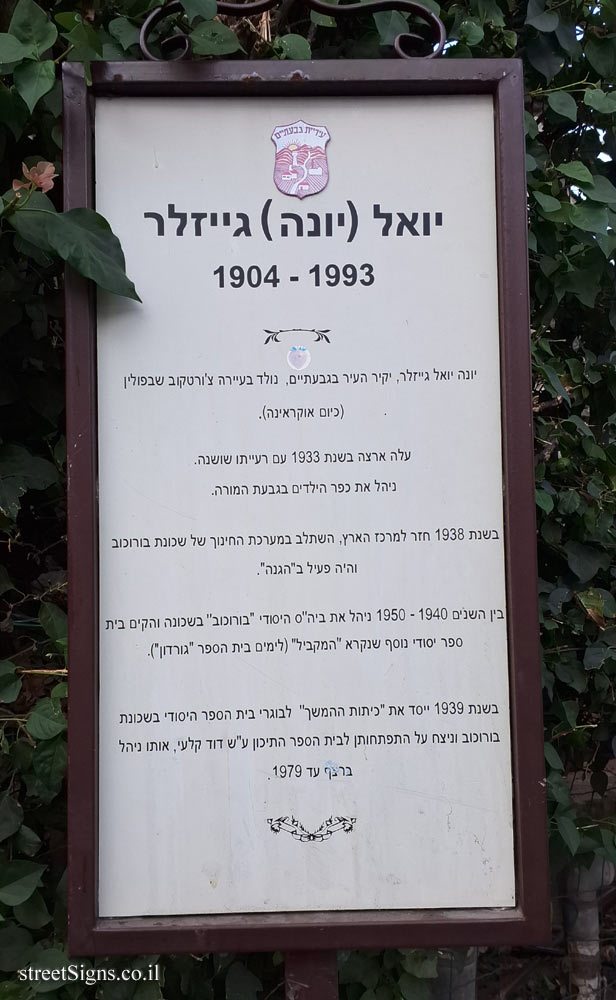 עיריית גבעתיים
יואל (יונה) גייזלר
1904 - 1993
יונה יואל גייזלר, יקיר העיר בגבעתיים, נולד בעיירה צ'ורטקוב שבפולין
(כיום אוקראינה).
עלה ארצה בשנת 1933 עם רעייתו שושנה.
ניהל את כפר הילדים בגבעת המורה.
בשנת 1938 חזר למרכז הארץ, השתלב במערכת החינוך של שכונת בורוכוב
והיה פעיל ב"הגנה".
בין השנים 1940 - 1950 ניהל את ביה"ס היסודי "בורוכוב" בשכונה והקים בית
ספר יסודי נוסף שנקרא "המקביל" (לימים בית הספר "גורדון").
בשנת 1939 ייסד את "כיתות ההמשך" לבוגרי בית הספר היסודי בשכונת
בורוכוב וניצח על התפתחותן לבית הספר התיכון ע"ש דוד קלעי, אותו ניהל
ברצף עד 1979.
streetSigns.co.il